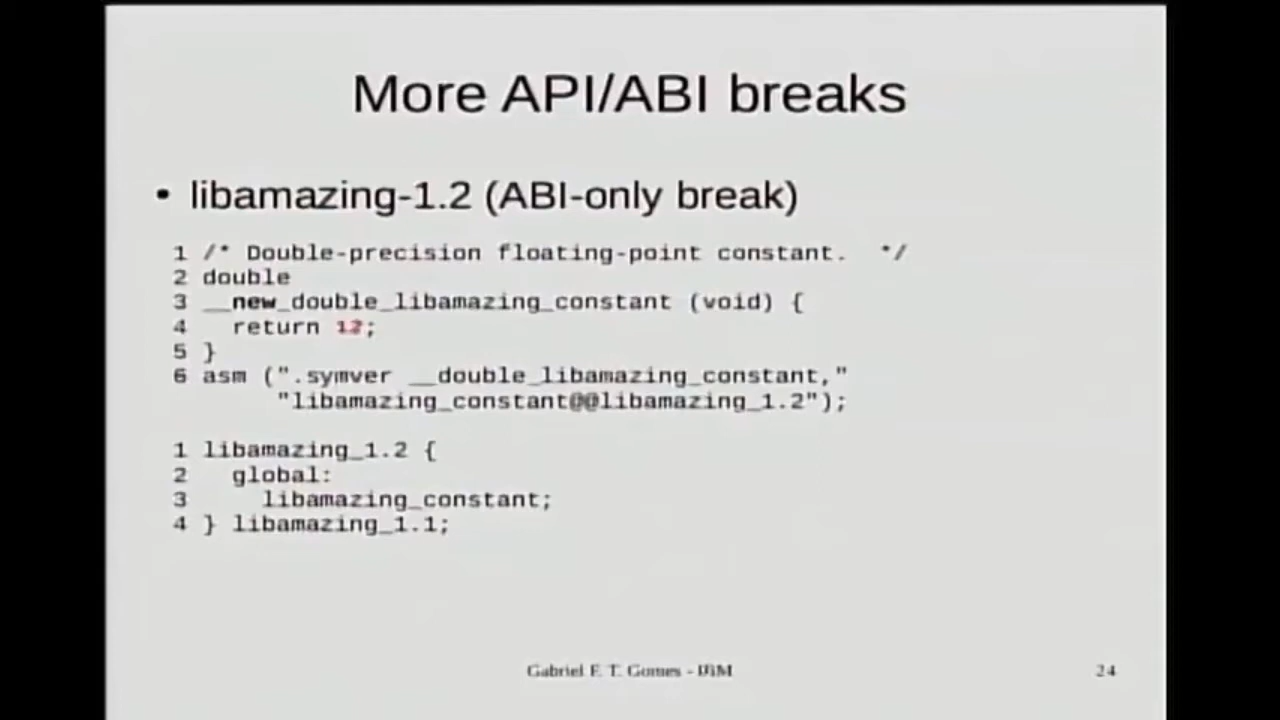 More API/ABI breaks
• libamazing-1.2 (ABI-only break)
1 /* Double-precision floating-point constant.  */
2 double
3 __new_double_libamazing_constant (void) {
4   return 12;
5 }
6 asm (".symver __double_libamazing_constant,"
"libamazing_constant@@libamazing_1.2");
1 libamazing_1.2 {
2   global:
3     libamazing_constant;
4 } libamazing_1.1;
Gabriel F. T. Gomes - IBM
24